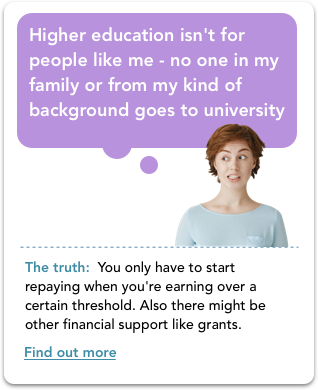 Higher education isn't for
people like me - no one in my
family or from my kind of
background goes to university
The truth: You only have to start
repaying when you're earning over a
certain threshold. Also there might be
other financial support like grants.
Find out more